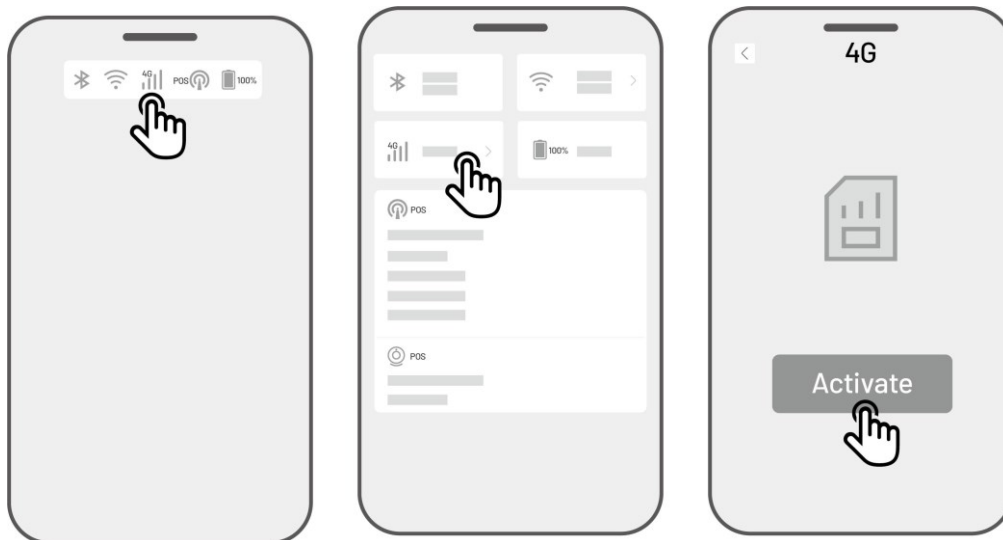 4G POS 100%
4G 100%
POS
POS
4G
Activate